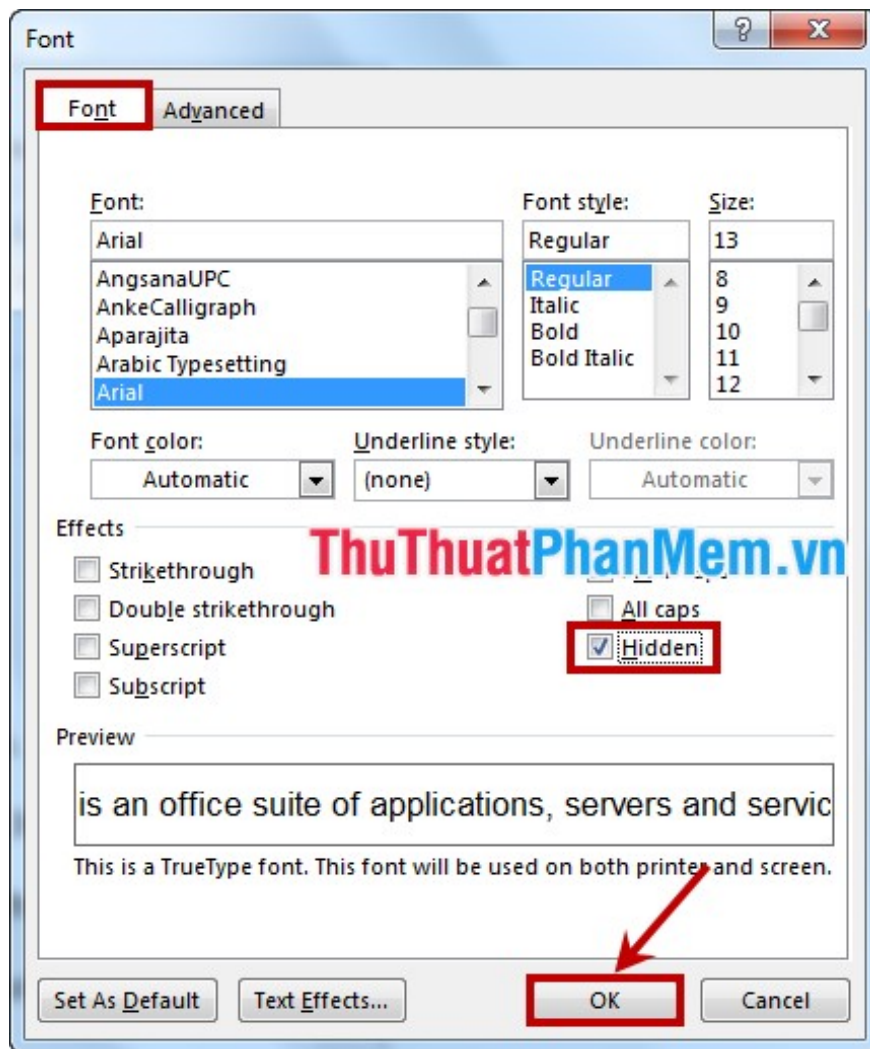 Font
Font Advanced
Font: Font style: Size:
Arial Regular 13
AngsanaUPC Regular 8
AnkeCalligraph Italic 9
Aparajita Bold 10
Arabic Typesetting Bold Italic 11
Arial 12
Font color: Underline style: Underline color:
Automatic (none) Automatic
Effects
ThuThuatPhanMem.vn
Strikethrough
Double strikethrough All caps
Superscript Hidden
Subscript
Preview
is an office suite of applications, servers and servic
This is a TrueType font. This font will be used on both printer and screen.
Set As Default Text Effects... OK Cancel